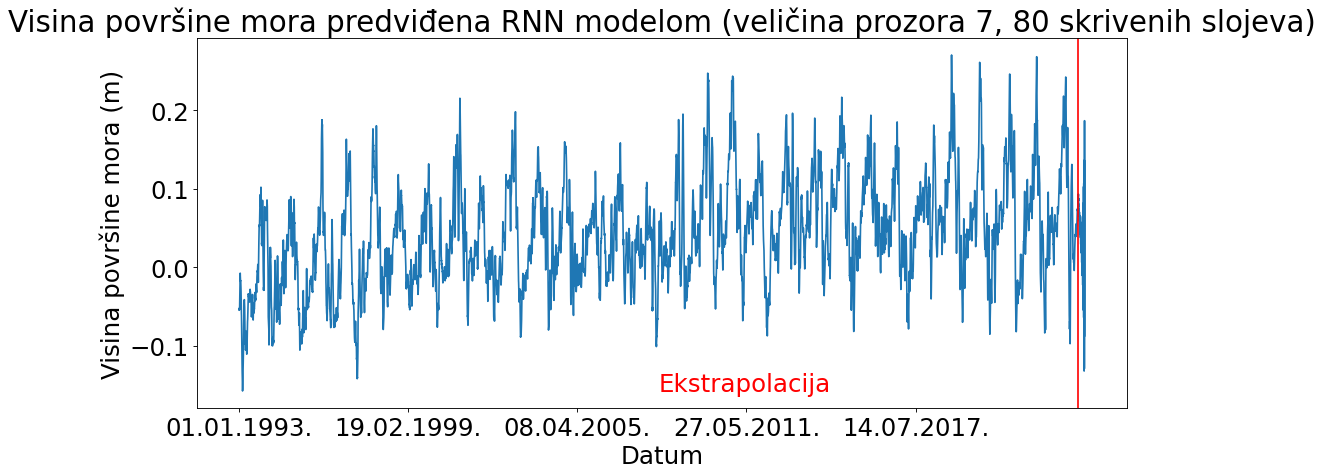 Visina površine mora predviđena RNN modelom (veličina prozora 7, 80 skrivenih slojeva)
Visina površine mora (m)
0.2
0.1
0.0
−0.1
Ekstrapolacija
01.01.1993. 19.02.1999. 08.04.2005. 27.05.2011. 14.07.2017.
Datum